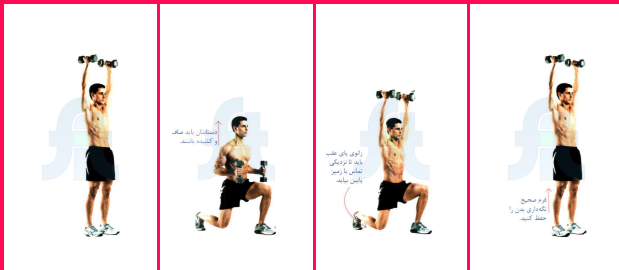 دستانتان باید صاف
و کشیده باشند.
زانوی پای عقب
باید تا نزدیکی
تماس با زمین
پایین بیاید.
فرم صحیح
نگه‌داری بدن را
حفظ کنید.